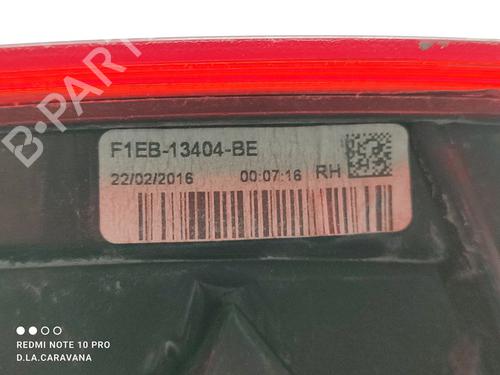 B-PARTS
F1EB-13404-BE
22/02/2016 00:07:16 RH
REDMI NOTE 10 PRO
D.LA.CARAVANA